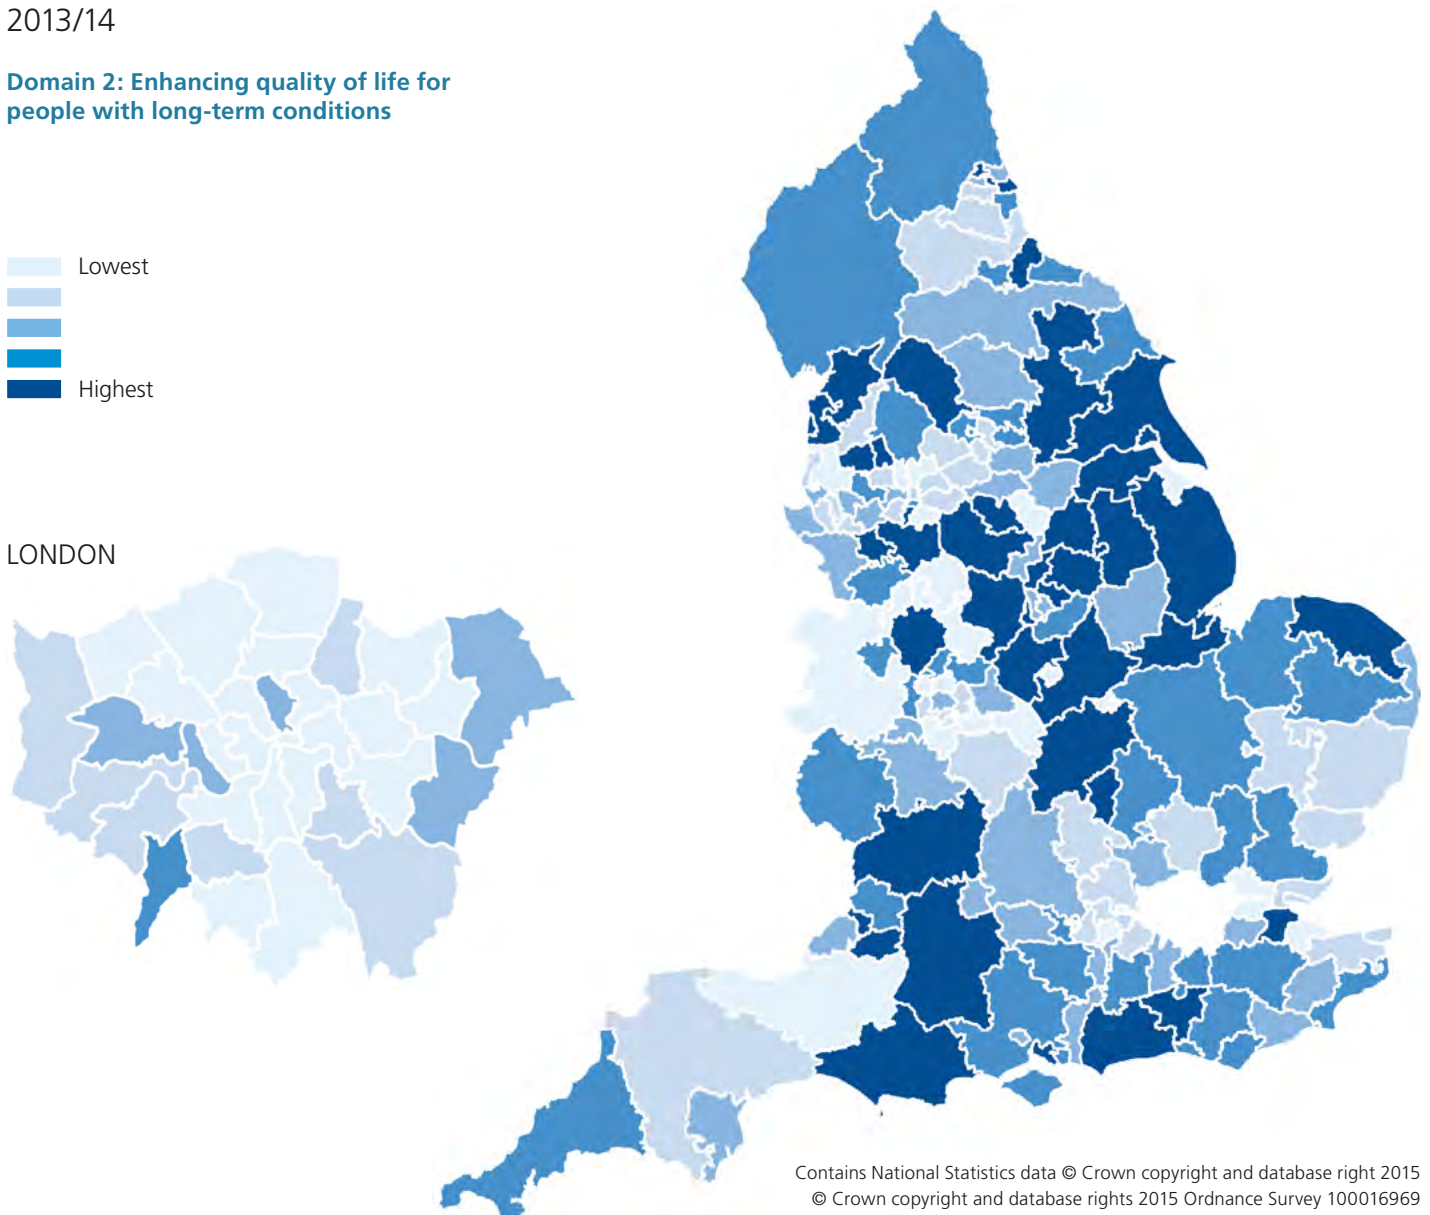 2013/14
Domain 2: Enhancing quality of life for
people with long-term conditions
Lowest
Highest
LONDON
Contains National Statistics data © Crown copyright and database right 2015
© Crown copyright and database rights 2015 Ordnance Survey 100016969